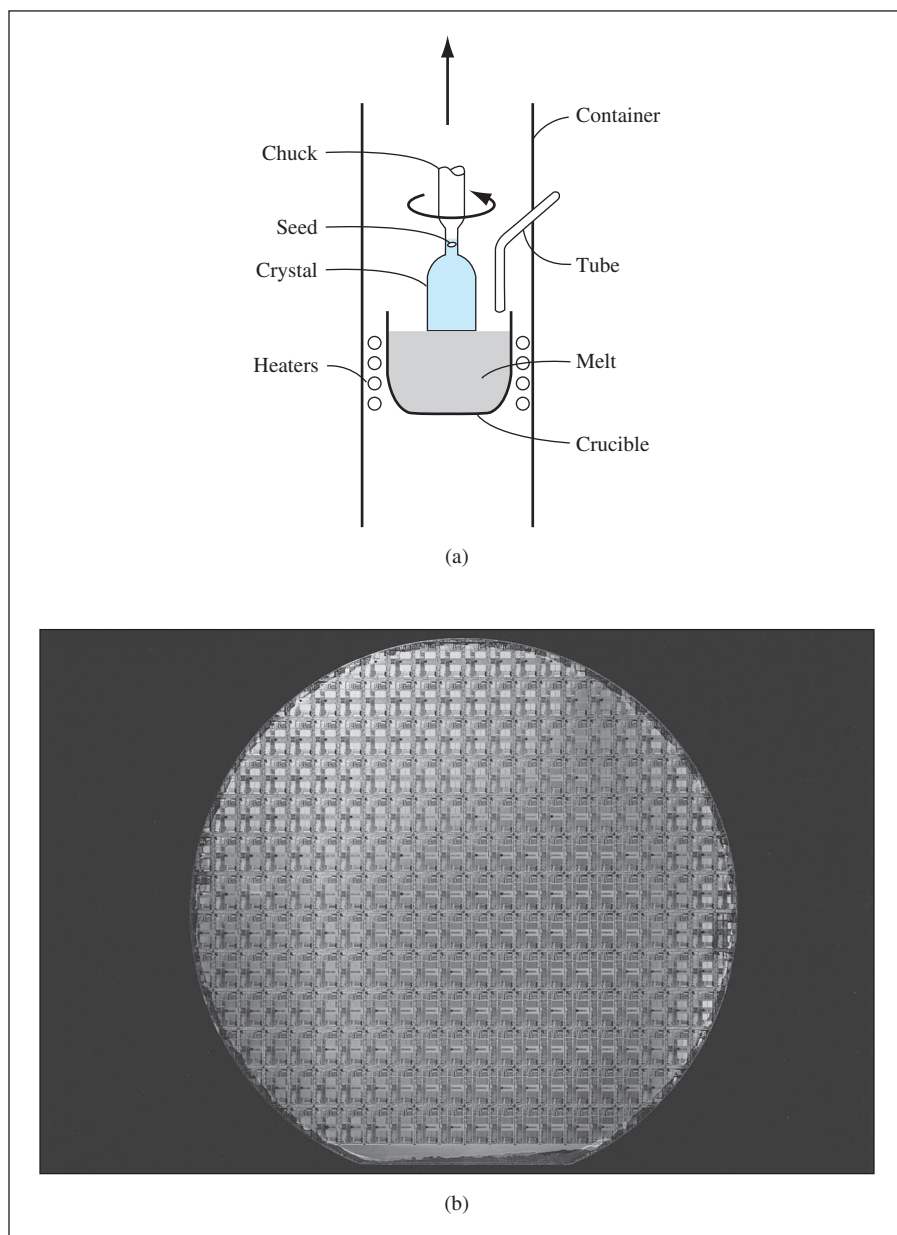 Container
Chuck
Seed
Crystal
Tube
Heaters
Melt
Crucible
(a)
(b)